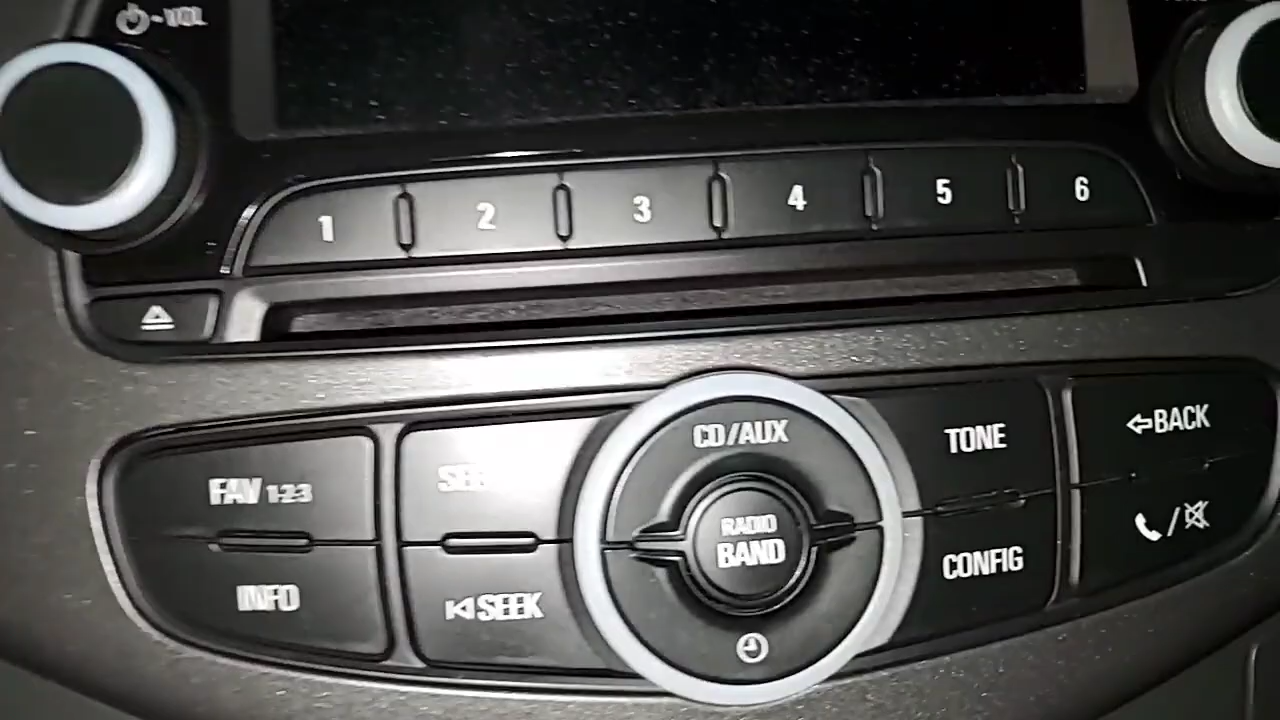 -VOL
1 2 3 4 5 6
CD/AUX
TONE
BACK
FAV 1-2-3
RADIO
BAND
INFO
SEEK
CONFIG
/